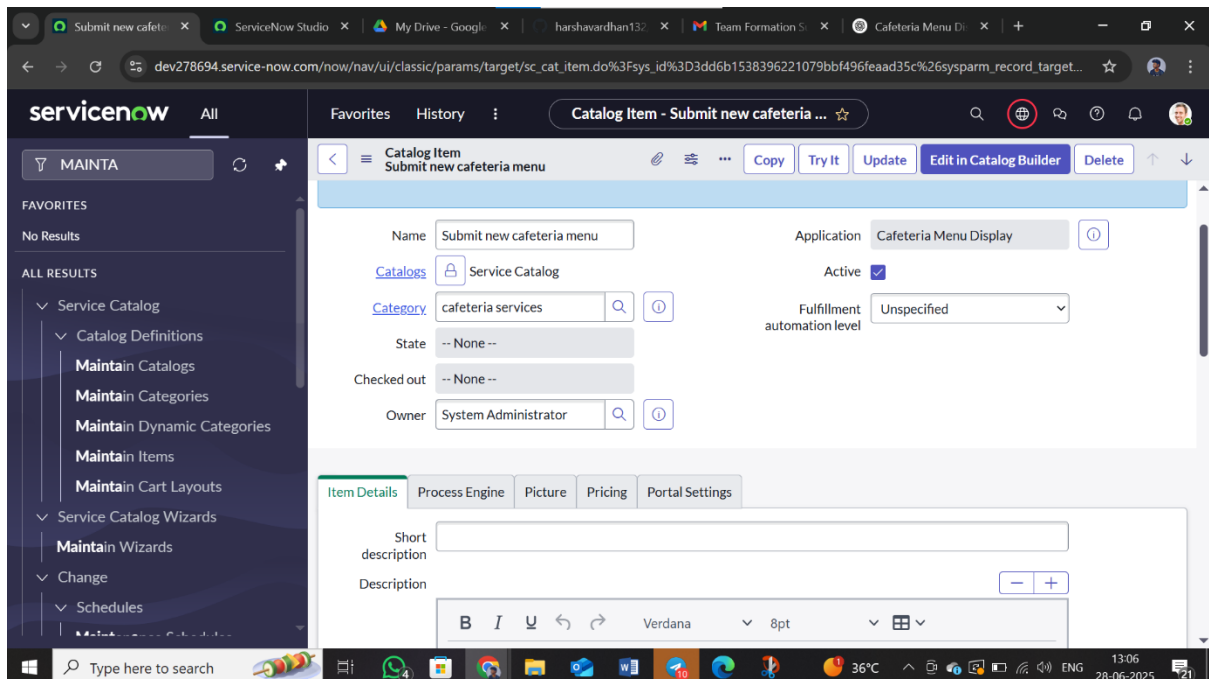 Submit new cafete
ServiceNow Studio
My Drive - Google
harshavardhan132
Team Formation S
Cafeteria Menu Di
dev278694.service-now.com/now/nav/ui/classic/params/target/sc_cat_item.do%3Fsys_id%3D3dd6b1538396221079bbf496feaad35c%26sysparm_record_target...
servicenow
All
Favorites
History
Catalog Item - Submit new cafeteria ...
MAINTA
Catalog Item
Submit new cafeteria menu
Copy
Try It
Update
Edit in Catalog Builder
Delete
FAVORITES
No Results
ALL RESULTS
Service Catalog
Catalog Definitions
Maintain Catalogs
Maintain Categories
Maintain Dynamic Categories
Maintain Items
Maintain Cart Layouts
Service Catalog Wizards
Maintain Wizards
Change
Schedules
Name
Submit new cafeteria menu
Application
Cafeteria Menu Display
Catalogs
Service Catalog
Active
Category
cafeteria services
Fulfillment
automation level
Unspecified
State
-- None --
Checked out
-- None --
Owner
System Administrator
Item Details
Process Engine
Picture
Pricing
Portal Settings
Short
description
Description
B I U
Verdana
8pt
Type here to search
4
10
1
36°C
ENG
13:06
28-06-2025
21